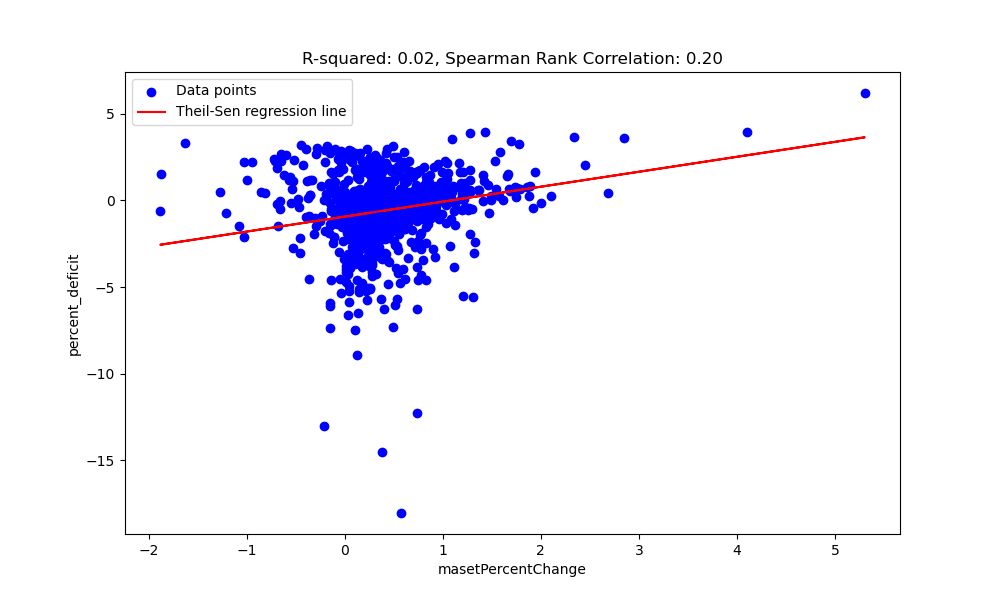 R-squared: 0.02, Spearman Rank Correlation: 0.20
Data points
Theil-Sen regression line
5
0
−5
−10
−15
percent_deficit
−2
−1
0
1
2
3
4
5
masetPercentChange